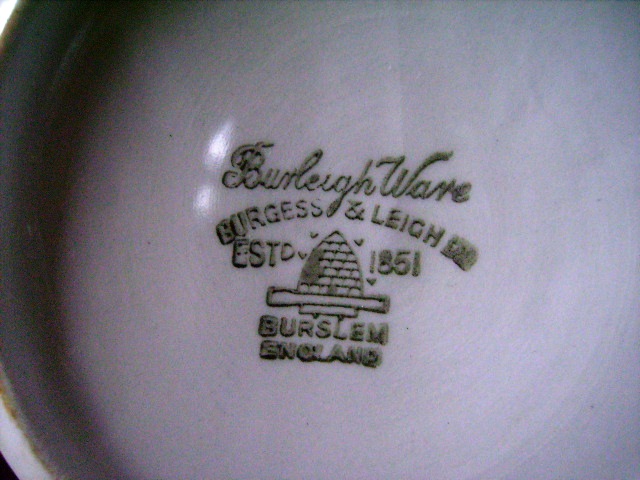 Burleigh Ware
BURGESS & LEIGH LTD
ESTD 1851
BURSLEM
ENGLAND